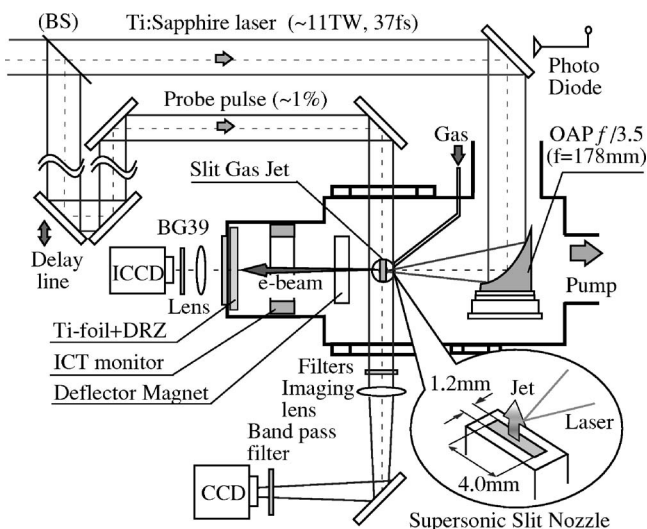 (BS)
Ti:Sapphire laser (~11TW, 37fs)
Photo
Diode
Probe pulse (~1%)
Gas
OAP f /3.5
(f=178mm)
Slit Gas Jet
BG39
Delay
line
ICCD
Lens
e-beam
Pump
Ti-foil+DRZ
ICT monitor
Deflector Magnet
Filters
Imaging
lens
Band pass
filter
CCD
1.2mm
Jet
Laser
4.0mm
Supersonic Slit Nozzle